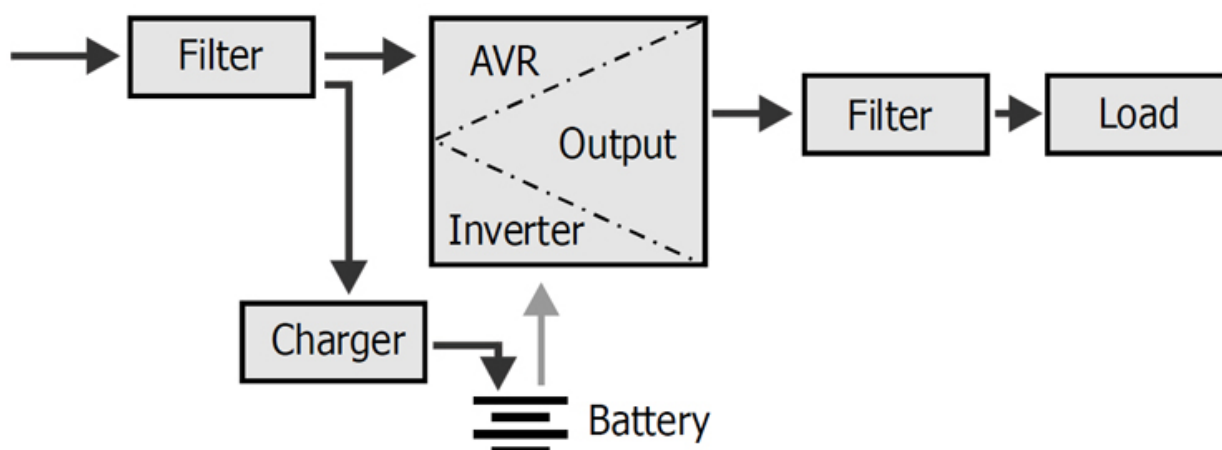 Filter
AVR
Output
Inverter
Filter
Load
Charger
Battery